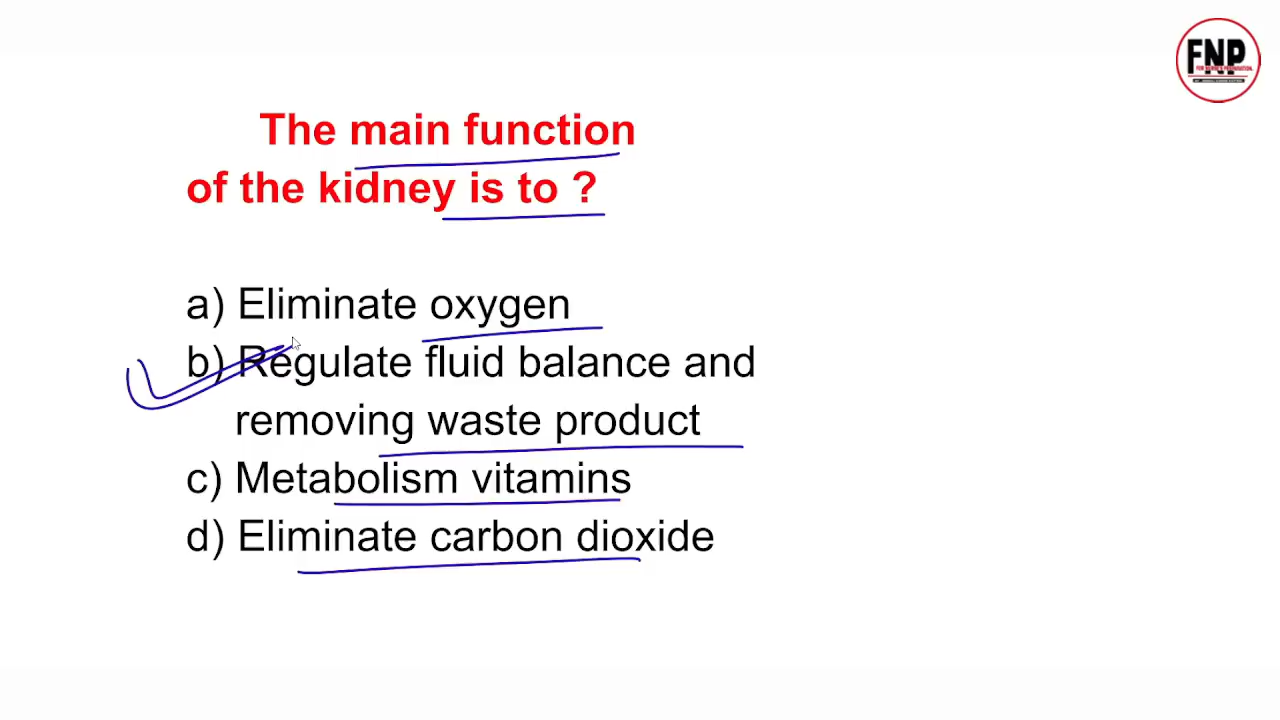 FNP
The main function
of the kidney is to ?
a) Eliminate oxygen
b) Regulate fluid balance and
removing waste product
c) Metabolism vitamins
d) Eliminate carbon dioxide